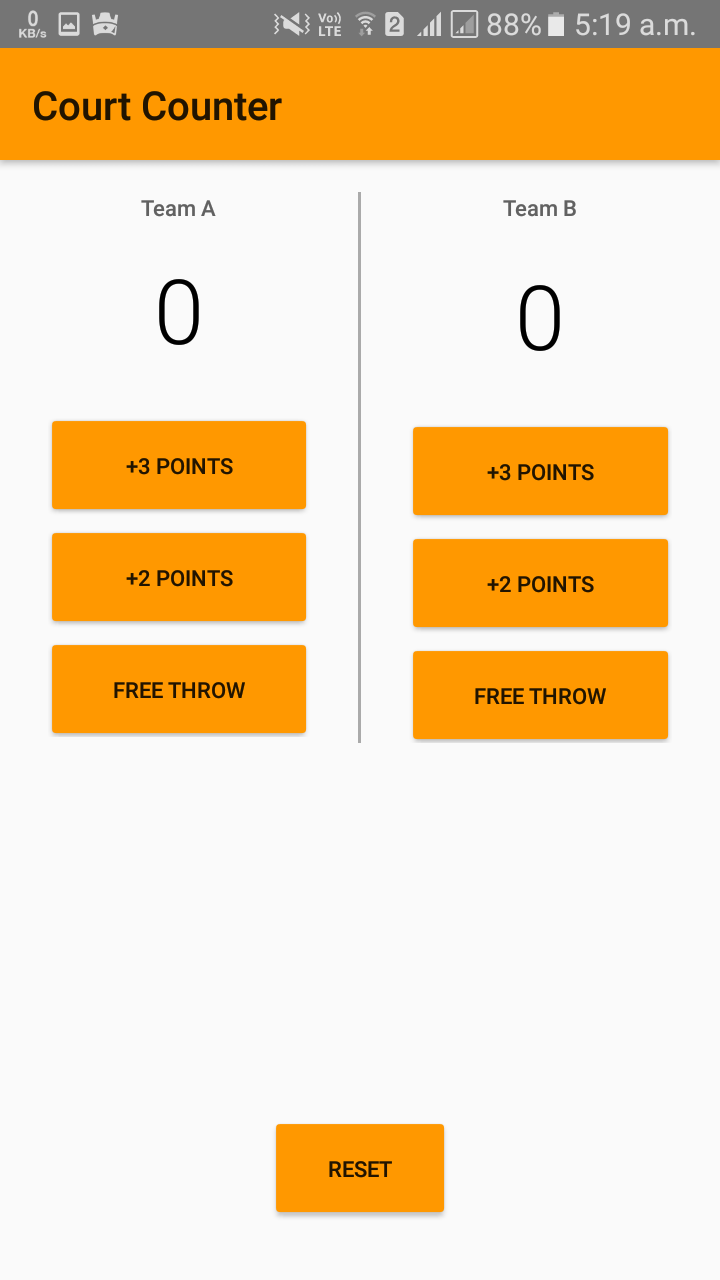 0
KB/s
Vo))
LTE
2
88%
5:19 a.m.
Court Counter
Team A
0
+3 POINTS
+2 POINTS
FREE THROW
Team B
0
+3 POINTS
+2 POINTS
FREE THROW
RESET